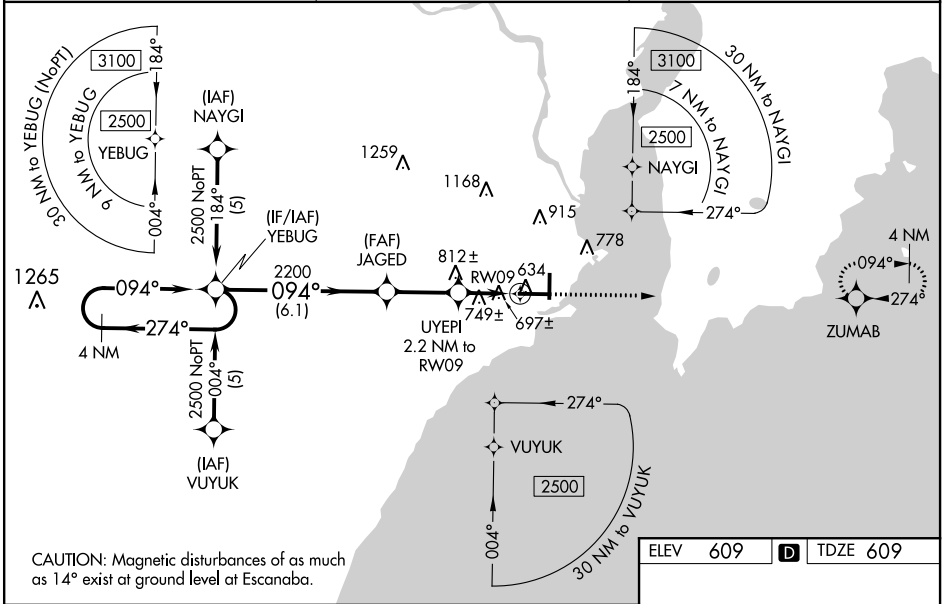 30 NM to YEBUG (NoPT)
9 NM to YEBUG
3100
184°
2500
YEBUG
004°
(IAF)
NAYGI
2500 NoPT
184°
(5)
(IF/IAF)
YEBUG
1265
094°
274°
4 NM
2500 NoPT
004°
(5)
(IAF)
VUYUK
2200
094°
(6.1)
(FAF)
JAGED
1259
1168
915
778
812±
RW09
634
749±
697±
UYEPI
2.2 NM to
RW09
3100
184°
30 NM to NAYGI
7 NM to NAYGI
2500
NAYGI
274°
4 NM
094°
274°
ZUMAB
274°
VUYUK
2500
004°
30 NM to VUYUK
CAUTION: Magnetic disturbances of as much
as 14° exist at ground level at Escanaba.
ELEV 609 D TDZE 609